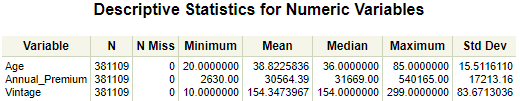 Descriptive Statistics for Numeric Variables
Variable N N Miss Minimum Mean Median Maximum Std Dev
Age 381109 0 20.0000000 38.8225836 36.0000000 85.0000000 15.5116110
Annual_Premium 381109 0 2630.00 30564.39 31669.00 540165.00 17213.16
Vintage 381109 0 10.0000000 154.3473967 154.0000000 299.0000000 83.6713036